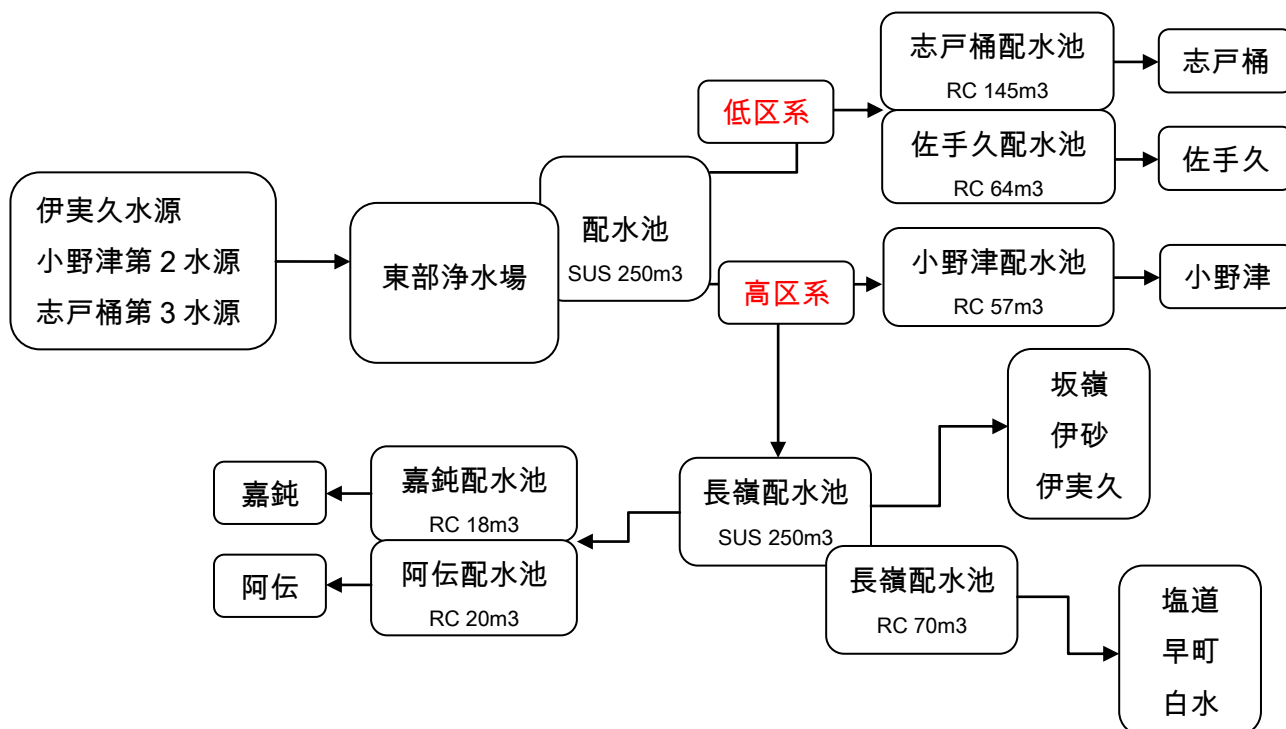 伊実久水源
小野津第２水源
志戸桶第３水源
東部浄水場
配水池
SUS 250m3
低区系
志戸桶配水池
RC 145m3
志戸桶
佐手久配水池
RC 64m3
佐手久
高区系
小野津配水池
RC 57m3
小野津
長嶺配水池
SUS 250m3
坂嶺
伊砂
伊実久
長嶺配水池
RC 70m3
塩道
早町
白水
嘉鈍配水池
RC 18m3
嘉鈍
阿伝配水池
RC 20m3
阿伝